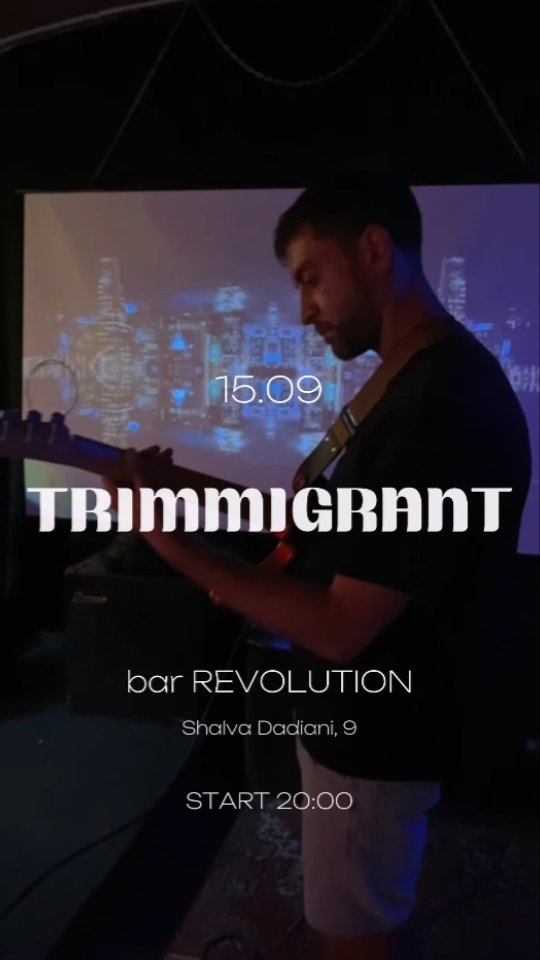 15.09
TRIMMIGRANT
bar REVOLUTION
Shalva Dadiani, 9
START 20:00